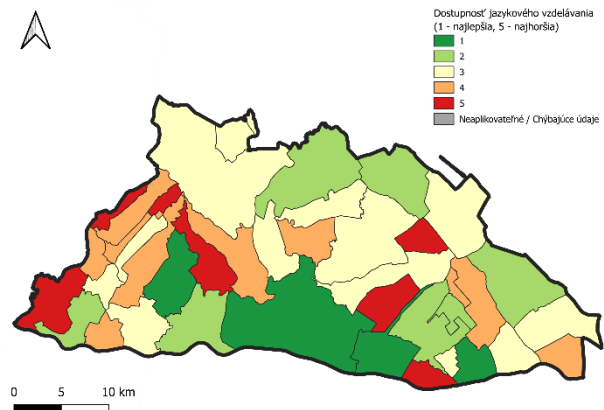 Dostupnosť jazykového vzdelávania
(1 - najlepšia, 5 - najhoršia)
1
2
3
4
5
Neaplikovateľné / Chýbajúce údaje
0 5 10 km